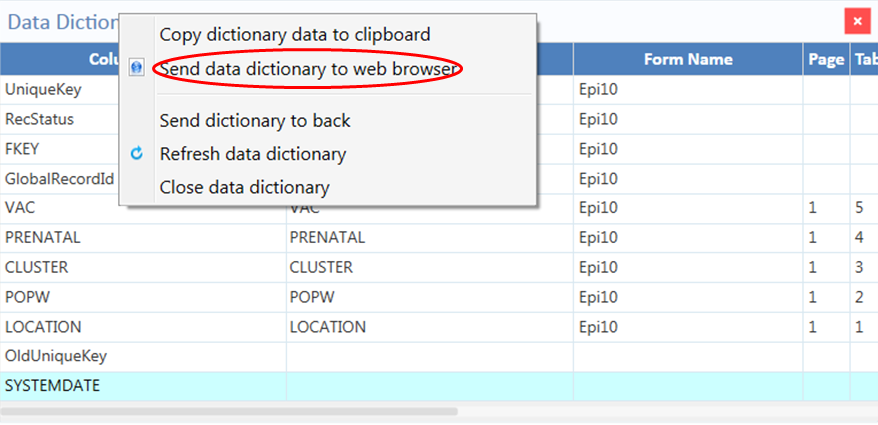 Data Diction
Copy dictionary data to clipboard
Send data dictionary to web browser
Send dictionary to back
Refresh data dictionary
Close data dictionary
Colu Form Name Page Tab
UniqueKey Epi10
RecStatus Epi10
FKEY Epi10
GlobalRecordId Epi10
VAC VAC Epi10 1 5
PRENATAL PRENATAL Epi10 1 4
CLUSTER CLUSTER Epi10 1 3
POPW POPW Epi10 1 2
LOCATION LOCATION Epi10 1 1
OldUniqueKey
SYSTEMDATE